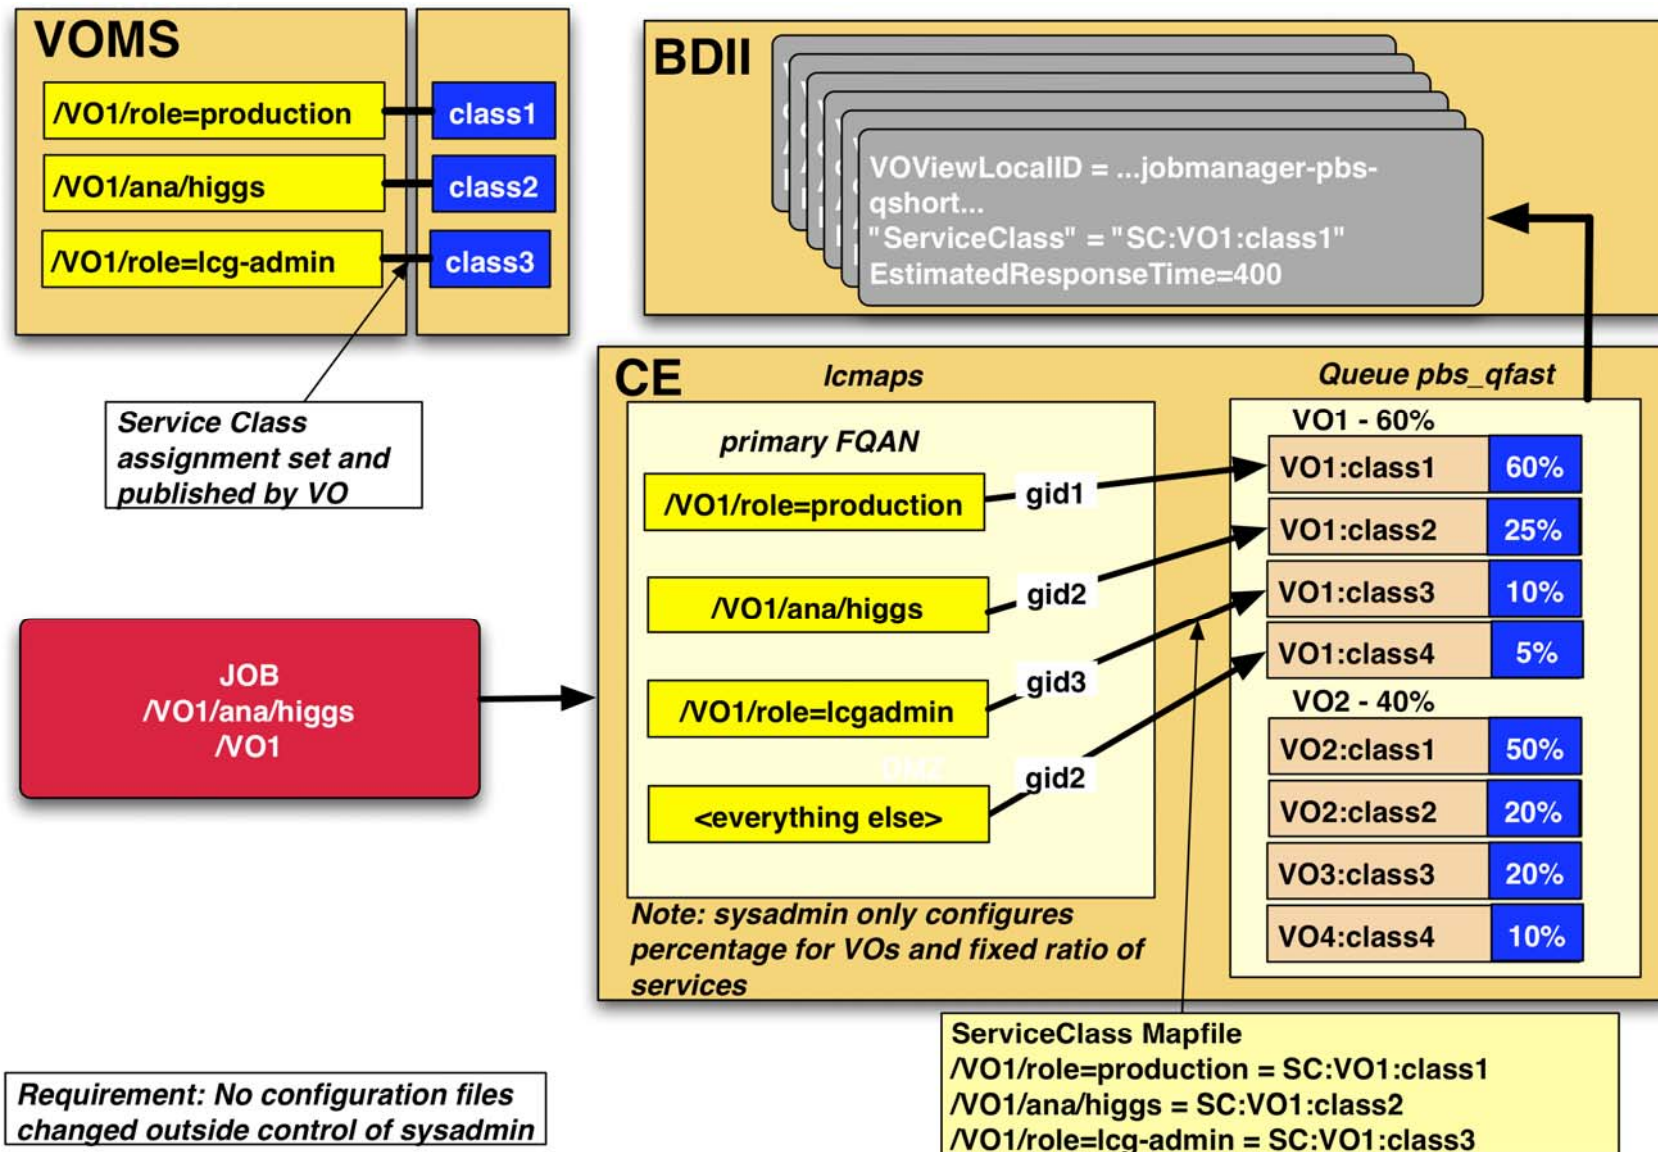 VOMS
/VO1/role=production
class1
/VO1/ana/higgs
class2
/VO1/role=lcg-admin
class3
Service Class
assignment set and
published by VO
BDII
VOViewLocalID = ...jobmanager-pbs-
qshort...
"ServiceClass" = "SC:VO1:class1"
EstimatedResponseTime=400
CE
lcmaps
Queue pbs_qfast
primary FQAN
/VO1/role=production
gid1
/VO1/ana/higgs
gid2
/VO1/role=lcgadmin
gid3
DMZ
<everything else>
gid2
VO1 - 60%
VO1:class1
60%
VO1:class2
25%
VO1:class3
10%
VO1:class4
5%
VO2 - 40%
VO2:class1
50%
VO2:class2
20%
VO3:class3
20%
VO4:class4
10%
Note: sysadmin only configures
percentage for VOs and fixed ratio of
services
JOB
/VO1/ana/higgs
/VO1
ServiceClass Mapfile
/VO1/role=production = SC:VO1:class1
/VO1/ana/higgs = SC:VO1:class2
/VO1/role=lcg-admin = SC:VO1:class3
Requirement: No configuration files
changed outside control of sysadmin